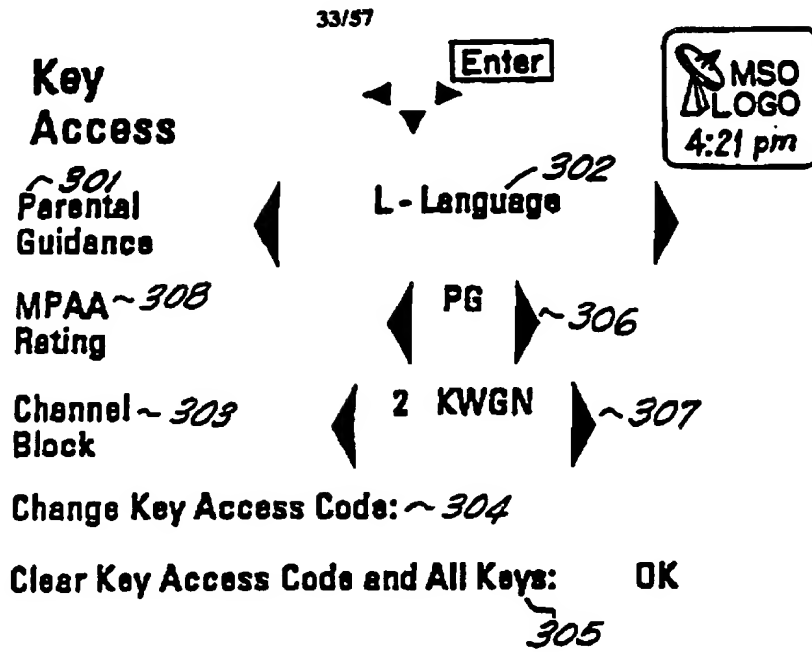 33/57
Key
Access
Enter
MSO
LOGO
4:21 pm
301
Parental
Guidance
L - Language
302
MPAA ~ 308
Rating
PG
~ 306
Channel ~ 303
Block
2 KWGN
~ 307
Change Key Access Code: ~ 304
Clear Key Access Code and All Keys: OK
305